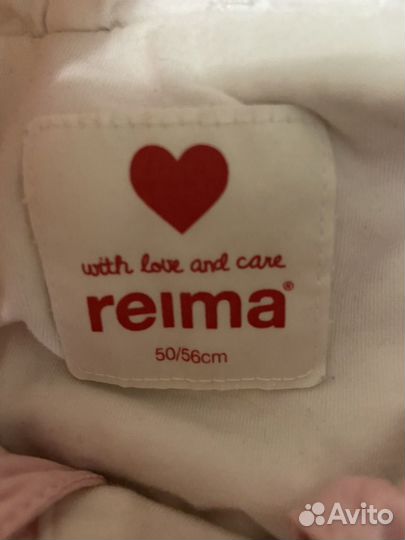 with love and care
reima®
50/56cm
Avito